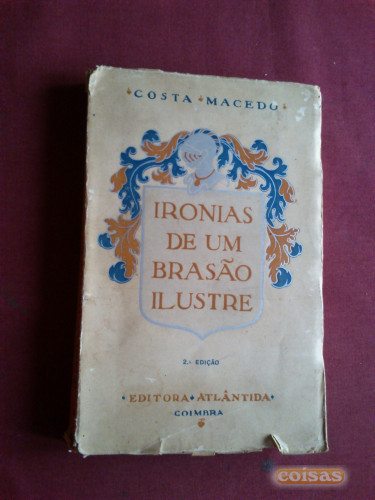 COSTA MACEDO
IRONIAS
DE UM
BRASÃO
ILUSTRE
2.ª EDIÇÃO
EDITORA ATLÂNTIDA
COIMBRA
coisas